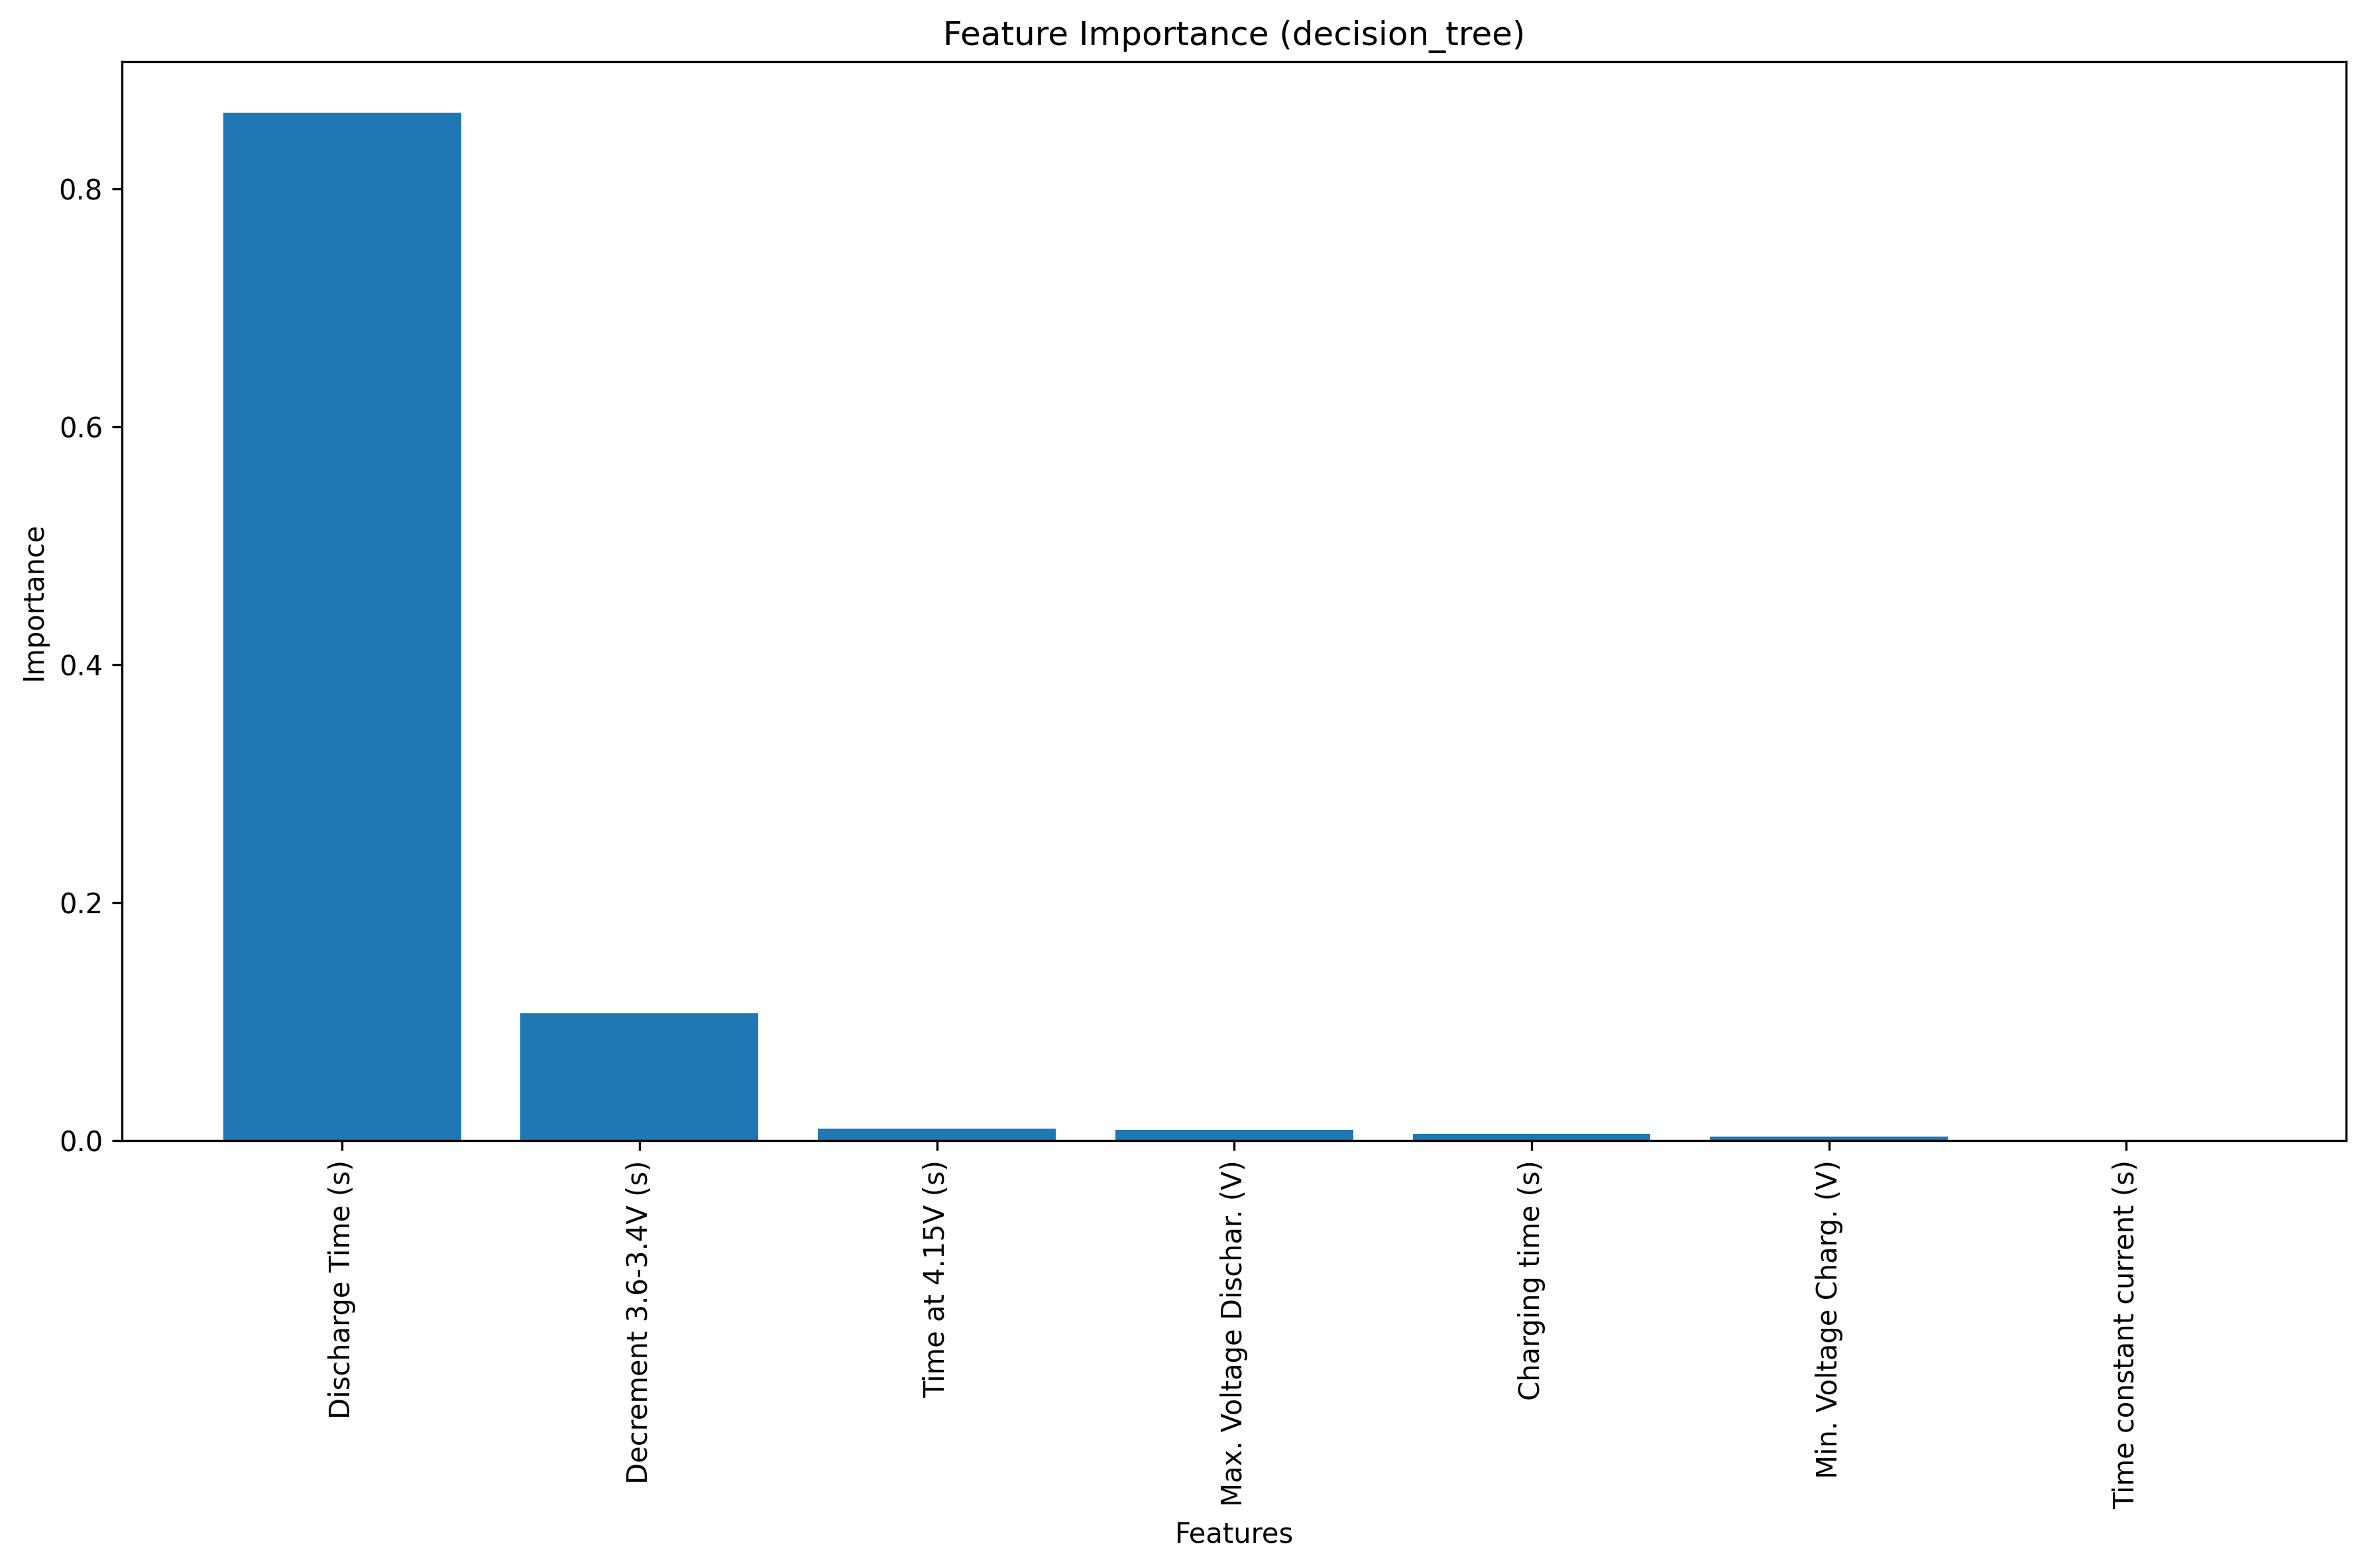 Feature Importance (decision_tree)
Importance
0.8
0.6
0.4
0.2
0.0
Discharge Time (s)
Decrement 3.6-3.4V (s)
Time at 4.15V (s)
Max. Voltage Dischar. (V)
Charging time (s)
Min. Voltage Charg. (V)
Time constant current (s)
Features